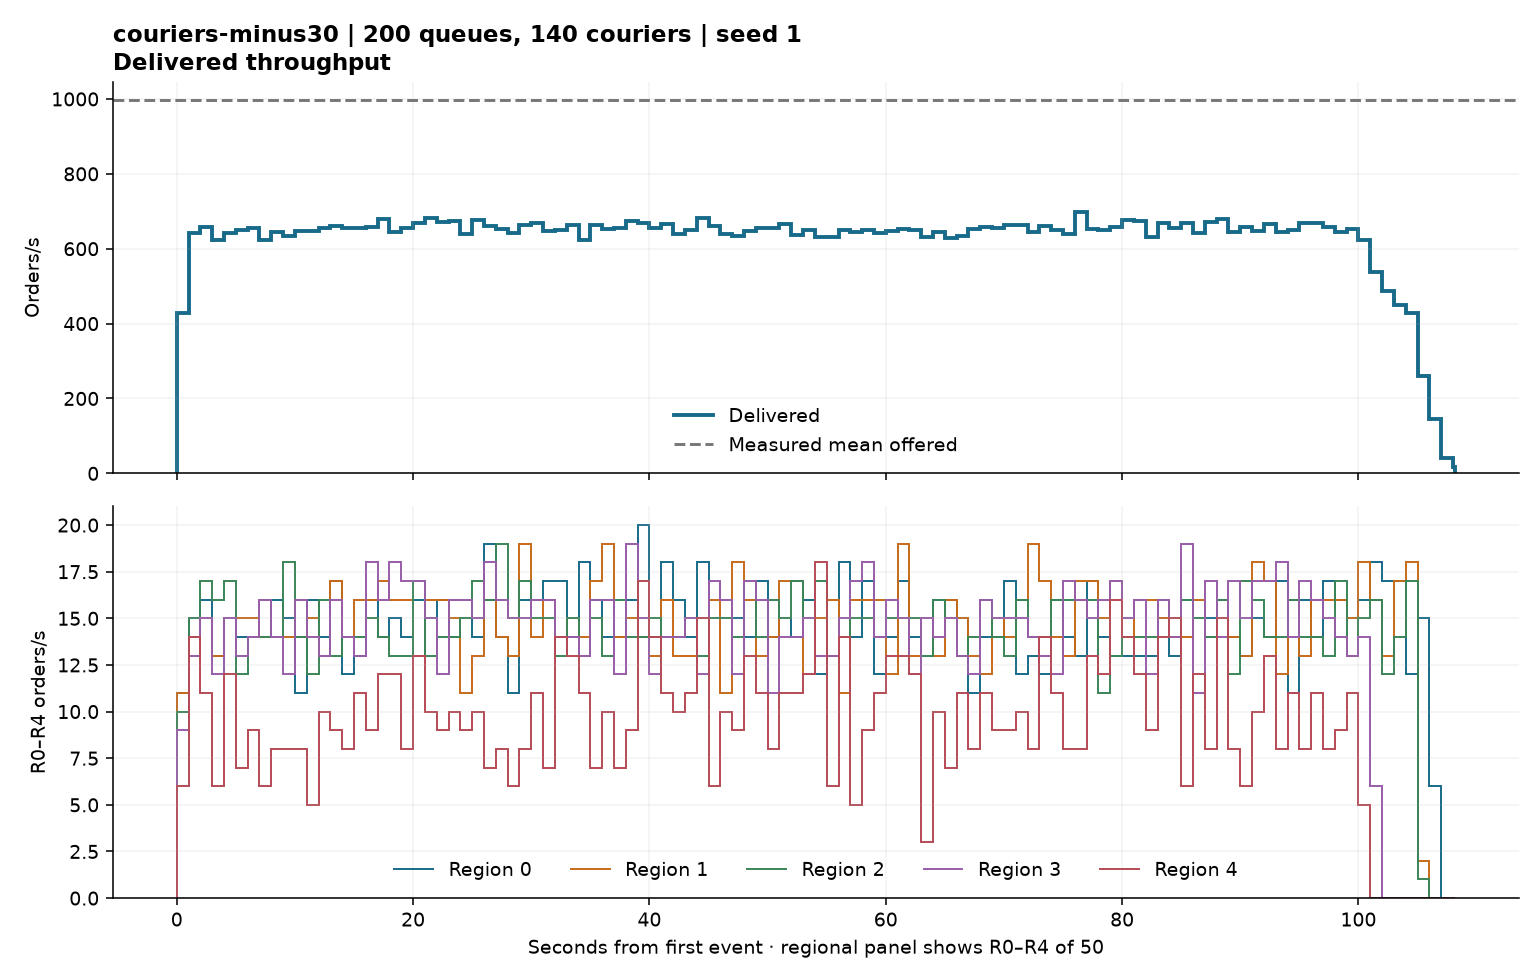 couriers-minus30 | 200 queues, 140 couriers | seed 1
Delivered throughput
1000
800
600
400
200
0
Orders/s
Delivered
Measured mean offered
20.0
17.5
15.0
12.5
10.0
7.5
5.0
2.5
0.0
R0–R4 orders/s
Region 0 Region 1 Region 2 Region 3 Region 4
0 20 40 60 80 100
Seconds from first event · regional panel shows R0–R4 of 50